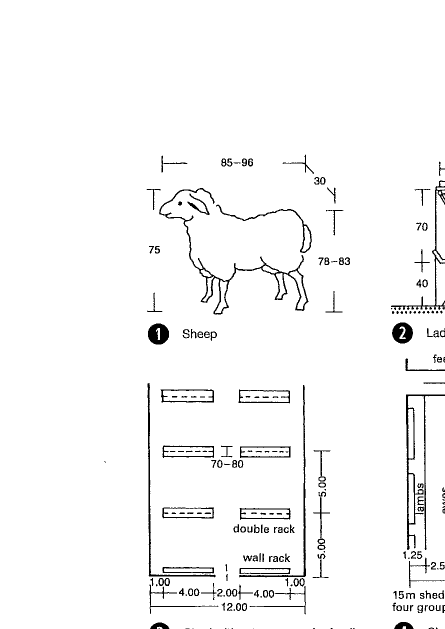 85–96
30
75
78–83
1 Sheep
70
40
2 Lad
fee
70–80
5.00
double rack
5.00
wall rack
1.00 1.00
4.00 2.00 4.00
12.00
lambs
1.25
2.5
15m shed
four group